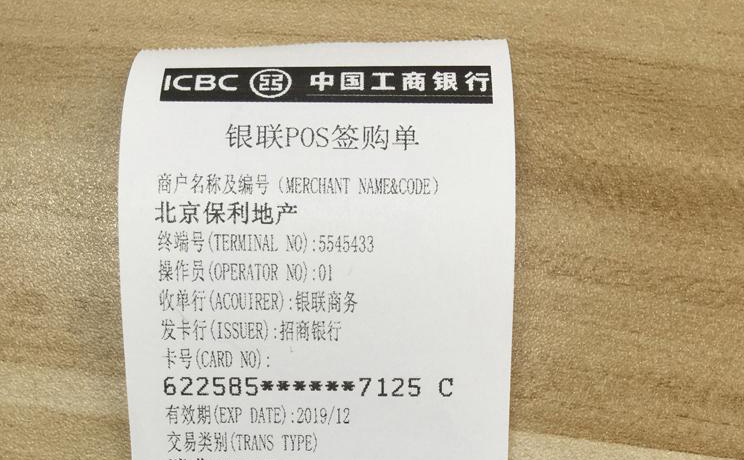 ICBC 中国工商银行
银联POS签购单
商户名称及编号(MERCHANT NAME&CODE)
北京保利地产
终端号(TERMINAL NO):5545433
操作员(OPERATOR NO):01
收单行(ACQUIRER):银联商务
发卡行(ISSUER):招商银行
卡号(CARD NO):
622585******7125 C
有效期(EXP DATE):2019/12
交易类别(TRANS TYPE)